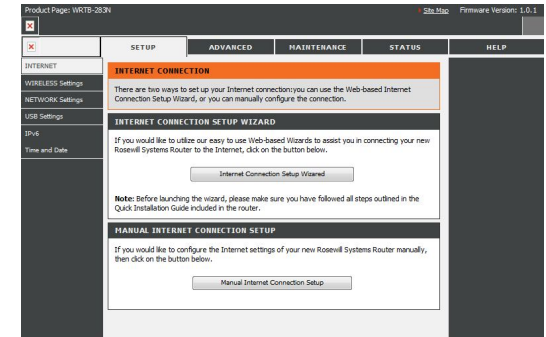 Product Page: WRTB-283N
Site Map Firmware Version: 1.0.1
SETUP ADVANCED MAINTENANCE STATUS HELP
INTERNET
WIRELESS Settings
NETWORK Settings
USB Settings
IPv6
Time and Date
INTERNET CONNECTION
There are two ways to set up your Internet connection:you can use the Web-based Internet
Connection Setup Wizard, or you can manually configure the connection.
INTERNET CONNECTION SETUP WIZARD
If you would like to utilize our easy to use Web-based Wizards to assist you in connecting your new
Rosewill Systems Router to the Internet, click on the button below.
Internet Connection Setup Wizared
Note: Before launching the wizard, please make sure you have followed all steps outlined in the
Quick Installation Guide included in the router.
MANUAL INTERNET CONNECTION SETUP
If you would like to configure the Internet settings of your new Rosewill Systems Router manually,
then click on the button below.
Manual Internet Connection Setup